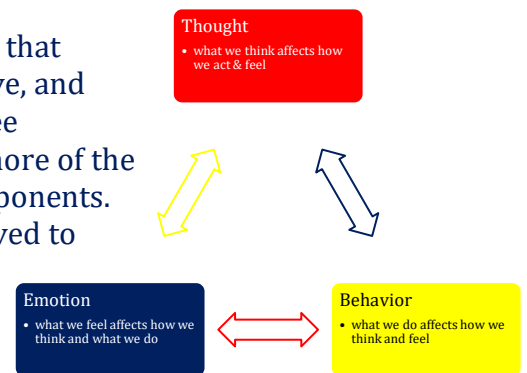 that
ve, and
ee
nore of the
ponents.
ved to
Thought
• what we think affects how
we act & feel
Emotion
• what we feel affects how we
think and what we do
Behavior
• what we do affects how we
think and feel